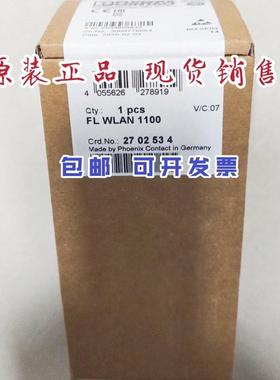 原装正品 现货销售
4 055626 278919
Qty.: 1 pcs
V/C:07
FL WLAN 1100
Ord.No.: 27 02 53 4
Made by Phoenix Contact in Germany
包邮 可开发票